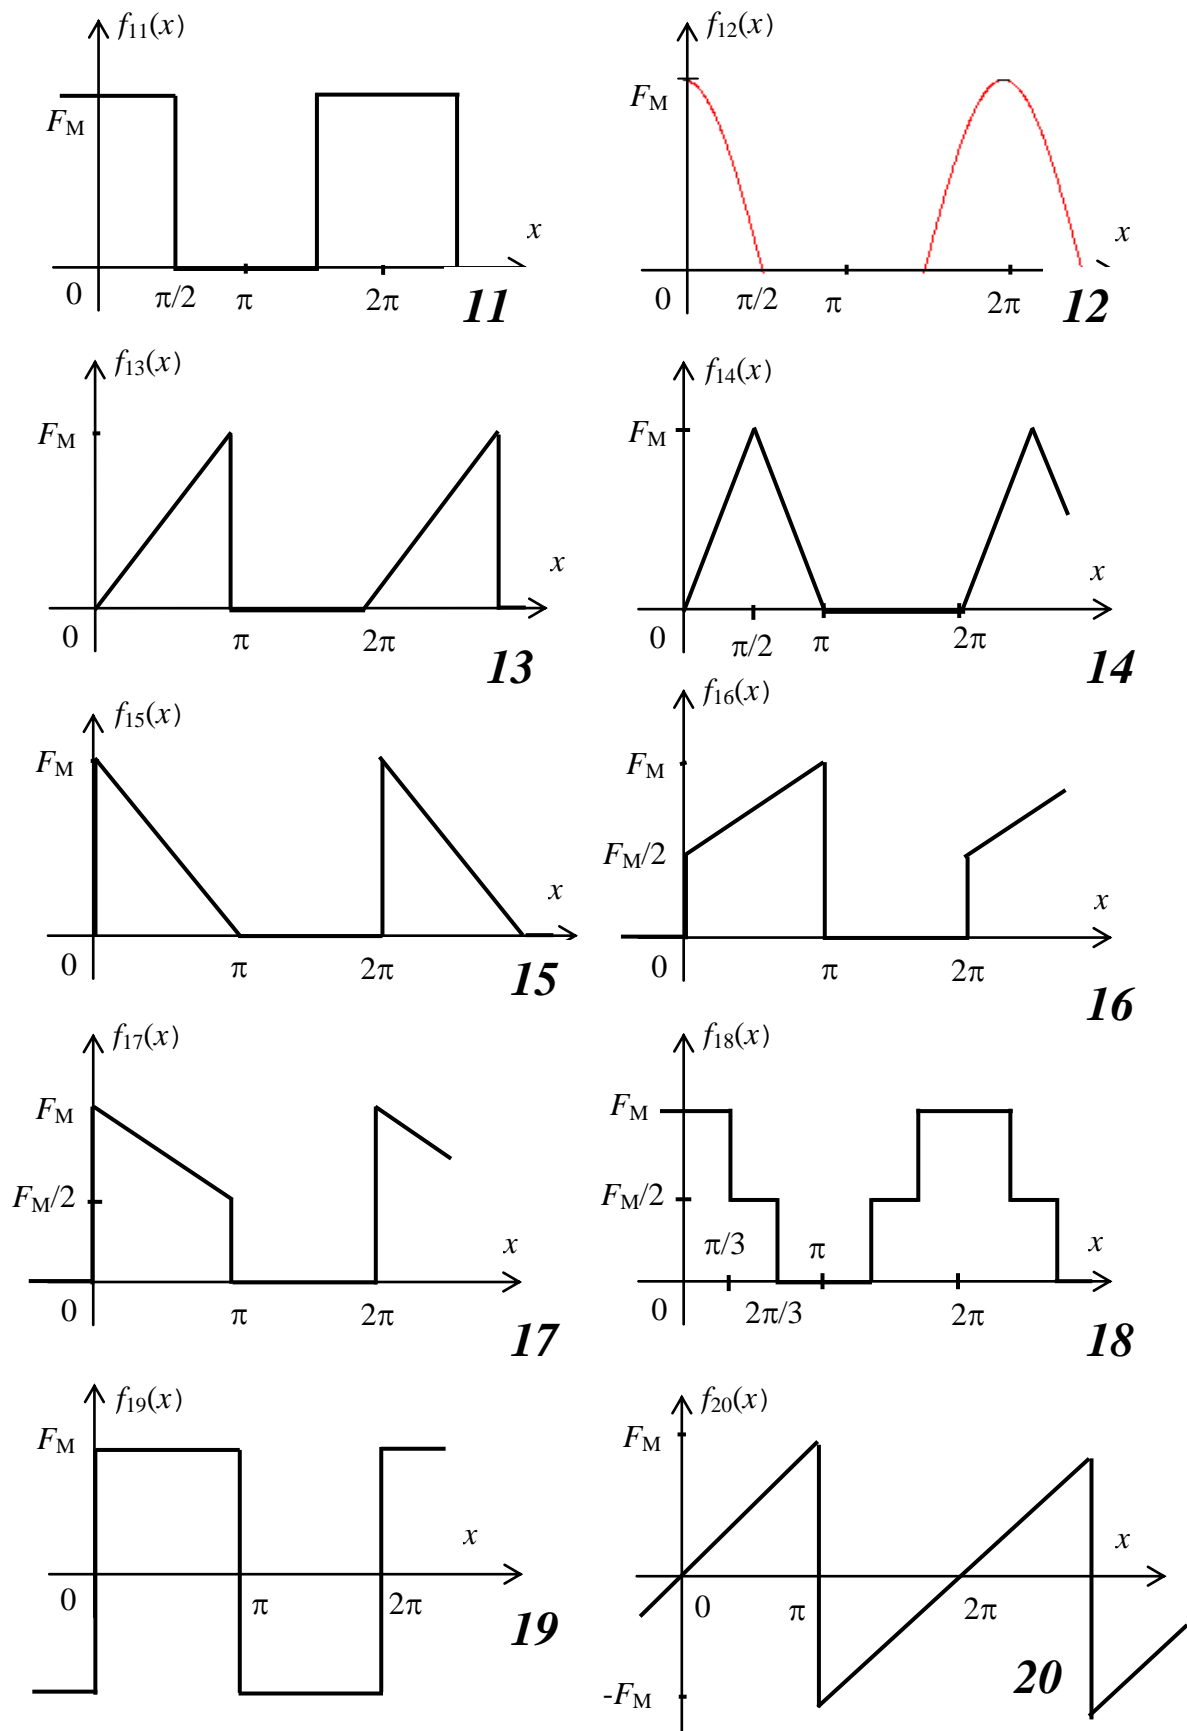 f11(x)
FM
x
0
π/2
π
2π
11
f12(x)
FM
x
0
π/2
π
2π
12
f13(x)
FM
x
0
π
2π
13
f14(x)
FM
x
0
π/2
π
2π
14
f15(x)
FM
x
0
π
2π
15
f16(x)
FM
FM/2
x
0
π
2π
16
f17(x)
FM
FM/2
x
0
π
2π
17
f18(x)
FM
FM/2
π/3
π
x
0
2π/3
2π
18
f19(x)
FM
x
0
π
2π
19
f20(x)
FM
x
0
π
2π
20
-FM